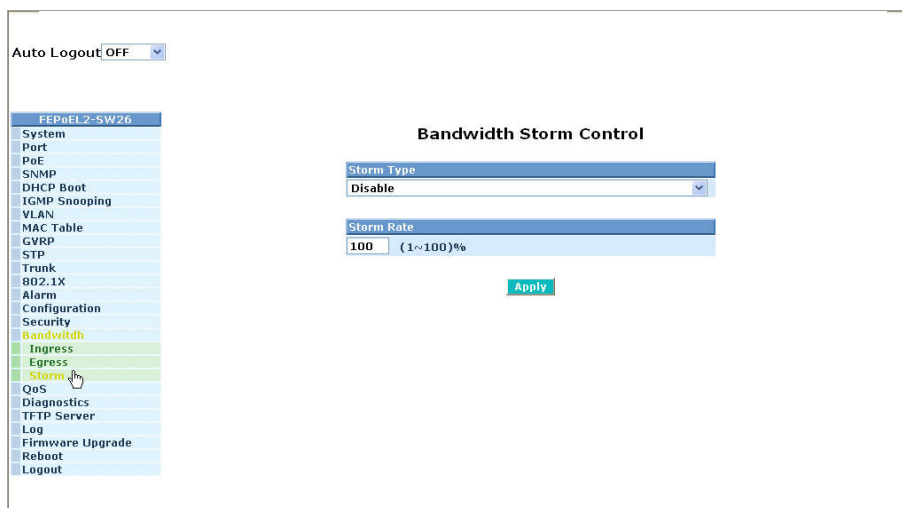 Auto Logout OFF
FEPoEL2-SW26
System
Port
PoE
SNMP
DHCP Boot
IGMP Snooping
VLAN
MAC Table
GVRP
STP
Trunk
802.1X
Alarm
Configuration
Security
Bandwitdh
Ingress
Egress
Storm
QoS
Diagnostics
TFTP Server
Log
Firmware Upgrade
Reboot
Logout
Bandwidth Storm Control
Storm Type
Disable
Storm Rate
100 (1~100)%
Apply